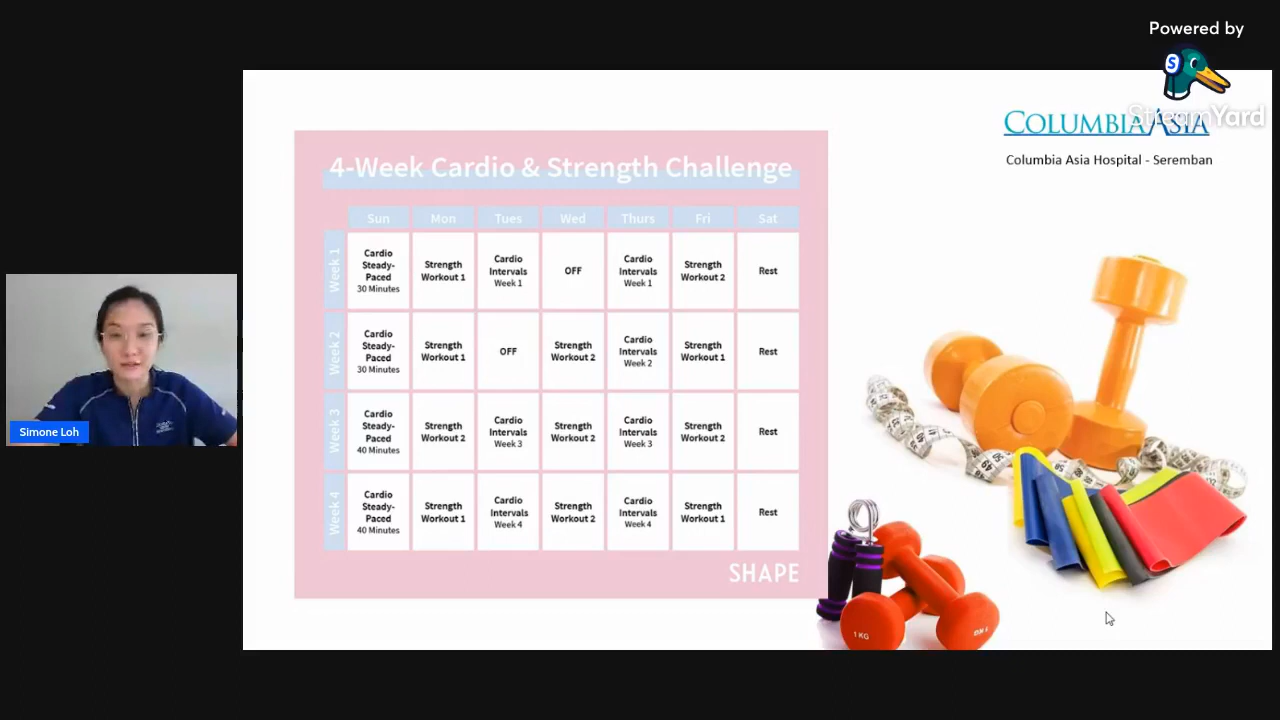 Powered by
S
StreamYard
COLUMBIA ASIA
Columbia Asia Hospital - Seremban
4-Week Cardio & Strength Challenge
Sun Mon Tues Wed Thurs Fri Sat
Week 1
Cardio
Steady-
Paced
30 Minutes
Strength
Workout 1
Cardio
Intervals
Week 1
OFF
Cardio
Intervals
Week 1
Strength
Workout 2
Rest
Week 2
Cardio
Steady-
Paced
30 Minutes
Strength
Workout 1
OFF
Strength
Workout 2
Cardio
Intervals
Week 2
Strength
Workout 1
Rest
Week 3
Cardio
Steady-
Paced
40 Minutes
Strength
Workout 2
Cardio
Intervals
Week 3
Strength
Workout 2
Cardio
Intervals
Week 3
Strength
Workout 2
Rest
Week 4
Cardio
Steady-
Paced
40 Minutes
Strength
Workout 1
Cardio
Intervals
Week 4
Strength
Workout 2
Cardio
Intervals
Week 4
Strength
Workout 1
Rest
SHAPE
Simone Loh
1 KG